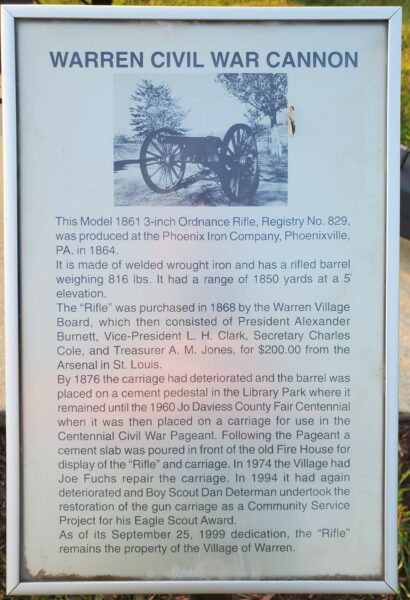 WARREN CIVIL WAR CANNON
This Model 1861 3-inch Ordnance Rifle, Registry No. 829,
was produced at the Phoenix Iron Company, Phoenixville,
PA. in 1864.
It is made of welded wrought iron and has a rifled barrel
weighing 816 lbs. It had a range of 1850 yards at a 5°
elevation.
The “Rifle” was purchased in 1868 by the Warren Village
Board, which then consisted of President Alexander
Burnett, Vice-President L. H. Clark, Secretary Charles
Cole, and Treasurer A. M. Jones, for $200.00 from the
Arsenal in St. Louis.
By 1876 the carriage had deteriorated and the barrel was
placed on a cement pedestal in the Library Park where it
remained until the 1960 Jo Daviess County Fair Centennial
when it was then placed on a carriage for use in the
Centennial Civil War Pageant. Following the Pageant a
cement slab was poured in front of the old Fire House for
display of the “Rifle” and carriage. In 1974 the Village had
Joe Fuchs repair the carriage. In 1994 it had again
deteriorated and Boy Scout Dan Determan undertook the
restoration of the gun carriage as a Community Service
Project for his Eagle Scout Award.
As of its September 25, 1999 dedication, the “Rifle”
remains the property of the Village of Warren.